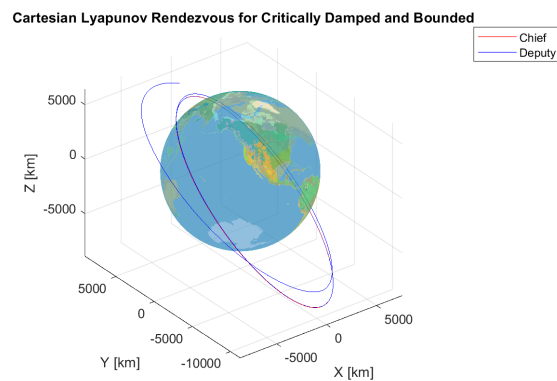 Cartesian Lyapunov Rendezvous for Critically Damped and Bounded
Chief
Deputy
5000
0
-5000
Z [km]
5000
0
-5000
-10000
Y [km]
-5000
0
5000
X [km]